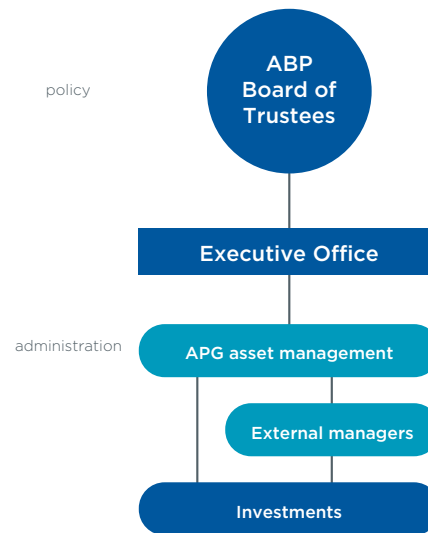 policy
ABP
Board of
Trustees
Executive Office
administration
APG asset management
External managers
Investments